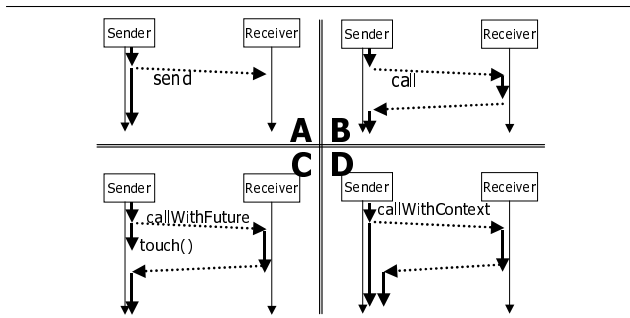 Sender Receiver Sender Receiver
send
call
A B
C D
Sender Receiver Sender Receiver
callWithFuture callWithContext
touch()